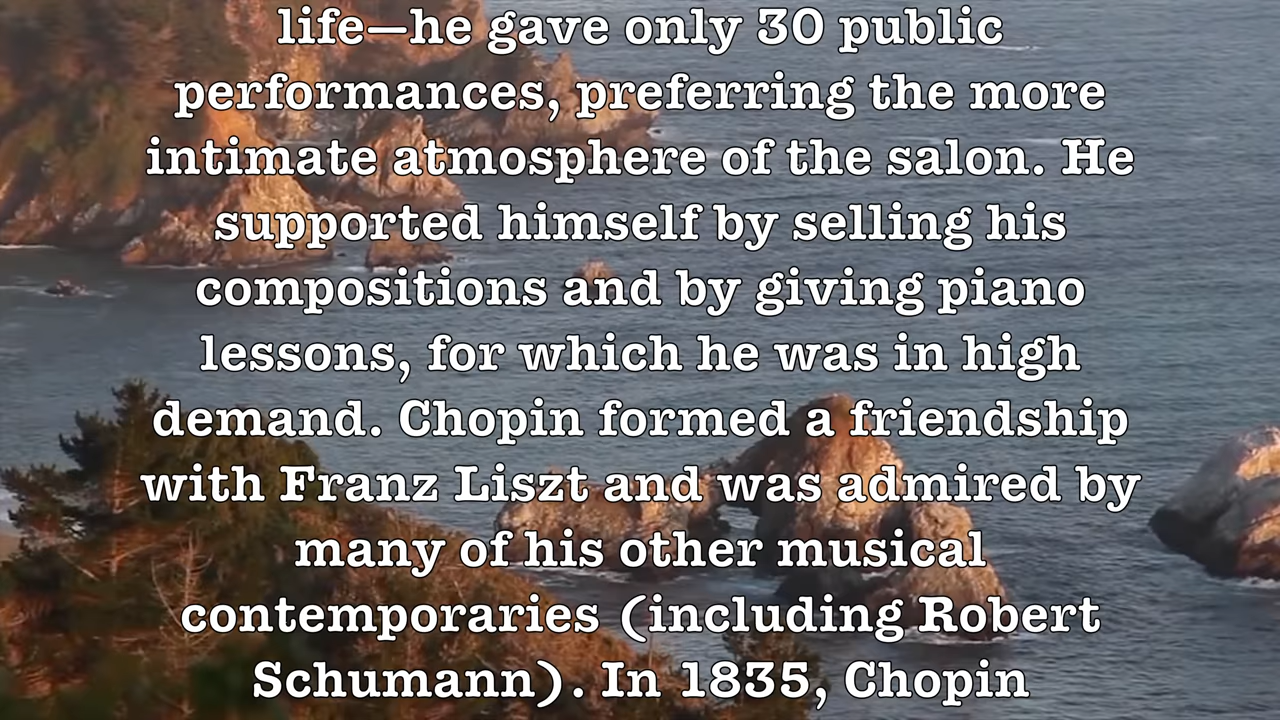 life—he gave only 30 public
performances, preferring the more
intimate atmosphere of the salon. He
supported himself by selling his
compositions and by giving piano
lessons, for which he was in high
demand. Chopin formed a friendship
with Franz Liszt and was admired by
many of his other musical
contemporaries (including Robert
Schumann). In 1835, Chopin